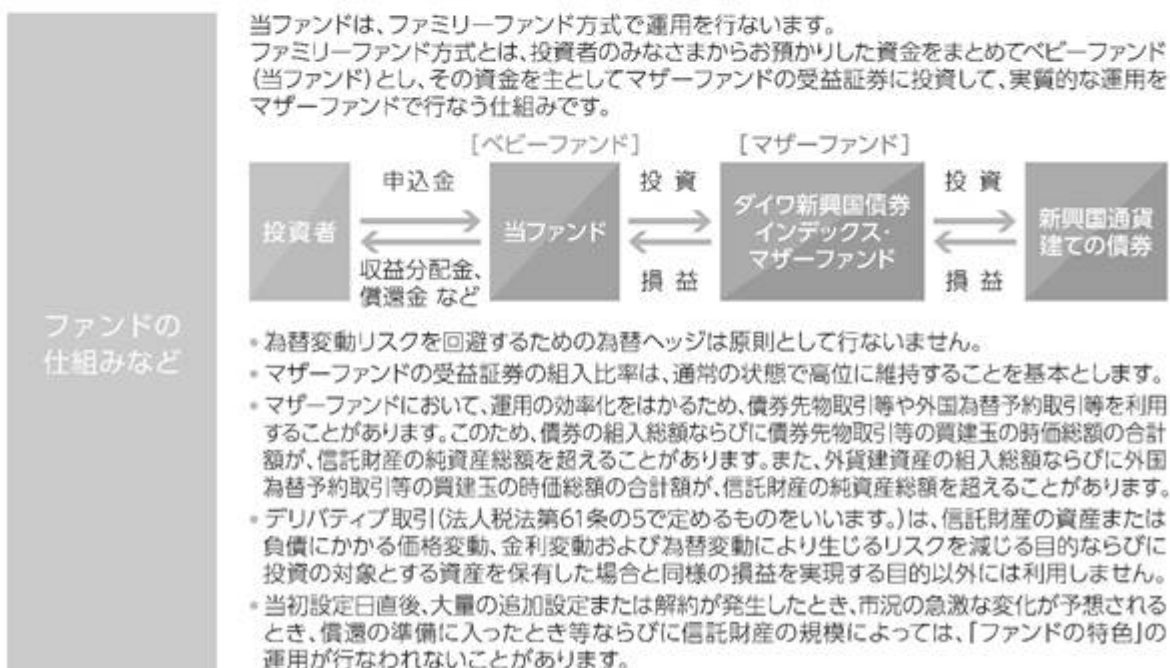 当ファンドは、ファミリーファンド方式で運用を行ないます。
ファミリーファンド方式とは、投資者のみなさまからお預かりした資金をまとめてベビーファンド
(当ファンド)とし、その資金を主としてマザーファンドの受益証券に投資して、実質的な運用を
マザーファンドで行なう仕組みです。
[ベビーファンド]
[マザーファンド]
投資者
申込金
収益分配金、
償還金 など
当ファンド
投 資
損 益
ダイワ新興国債券
インデックス・
マザーファンド
投 資
損 益
新興国通貨
建ての債券
ファンドの
仕組みなど
• 為替変動リスクを回避するための為替ヘッジは原則として行ないません。
• マザーファンドの受益証券の組入比率は、通常の状態で高位に維持することを基本とします。
• マザーファンドにおいて、運用の効率化をはかるため、債券先物取引等や外国為替予約取引等を利用
することがあります。このため、債券の組入総額ならびに債券先物取引等の買建玉の時価総額の合計
額が、信託財産の純資産総額を超えることがあります。また、外貨建資産の組入総額ならびに外国
為替予約取引等の買建玉の時価総額の合計額が、信託財産の純資産総額を超えることがあります。
• デリバティブ取引(法人税法第61条の5で定めるものをいいます。)は、信託財産の資産または
負債にかかる価格変動、金利変動および為替変動により生じるリスクを減じる目的ならびに
投資の対象とする資産を保有した場合と同様の損益を実現する目的以外には利用しません。
• 当初設定日直後、大量の追加設定または解約が発生したとき、市況の急激な変化が予想される
とき、償還の準備に入ったとき等ならびに信託財産の規模によっては、「ファンドの特色」の
運用が行なわれないことがあります。